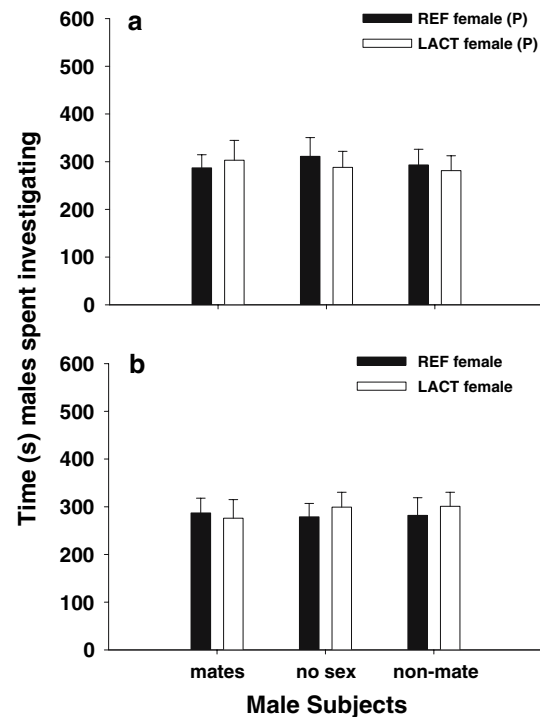 Time (s) males spent investigating
a
REF female (P)
LACT female (P)
600
500
400
300
200
100
0
b
REF female
LACT female
600
500
400
300
200
100
0
mates no sex non-mate
Male Subjects